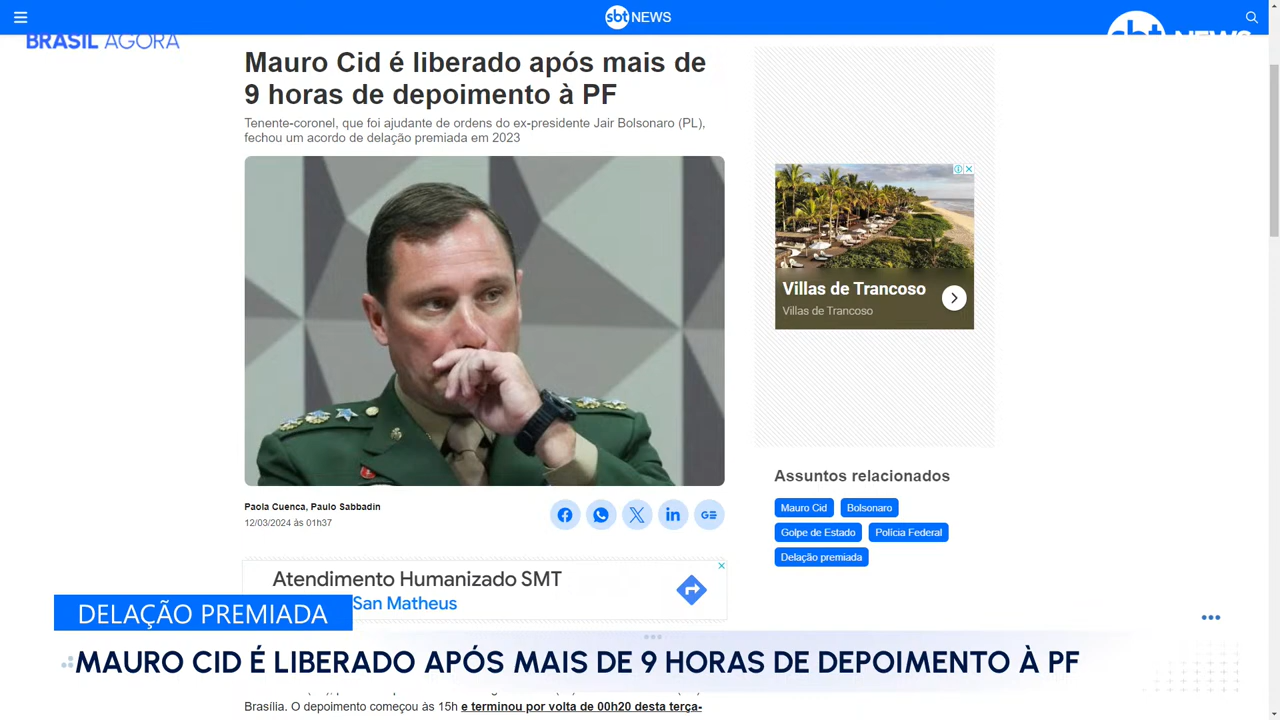 sbt NEWS
BRASIL AGORA
sbt NEWS
Mauro Cid é liberado após mais de
9 horas de depoimento à PF
Tenente-coronel, que foi ajudante de ordens do ex-presidente Jair Bolsonaro (PL),
fechou um acordo de delação premiada em 2023
Villas de Trancoso
Villas de Trancoso
Paola Cuenca, Paulo Sabbadin
12/03/2024 às 01h37
Assuntos relacionados
Mauro Cid
Bolsonaro
Golpe de Estado
Polícia Federal
Delação premiada
Atendimento Humanizado SMT
San Matheus
DELAÇÃO PREMIADA
MAURO CID É LIBERADO APÓS MAIS DE 9 HORAS DE DEPOIMENTO À PF
Brasília. O depoimento começou às 15h e terminou por volta de 00h20 desta terça-